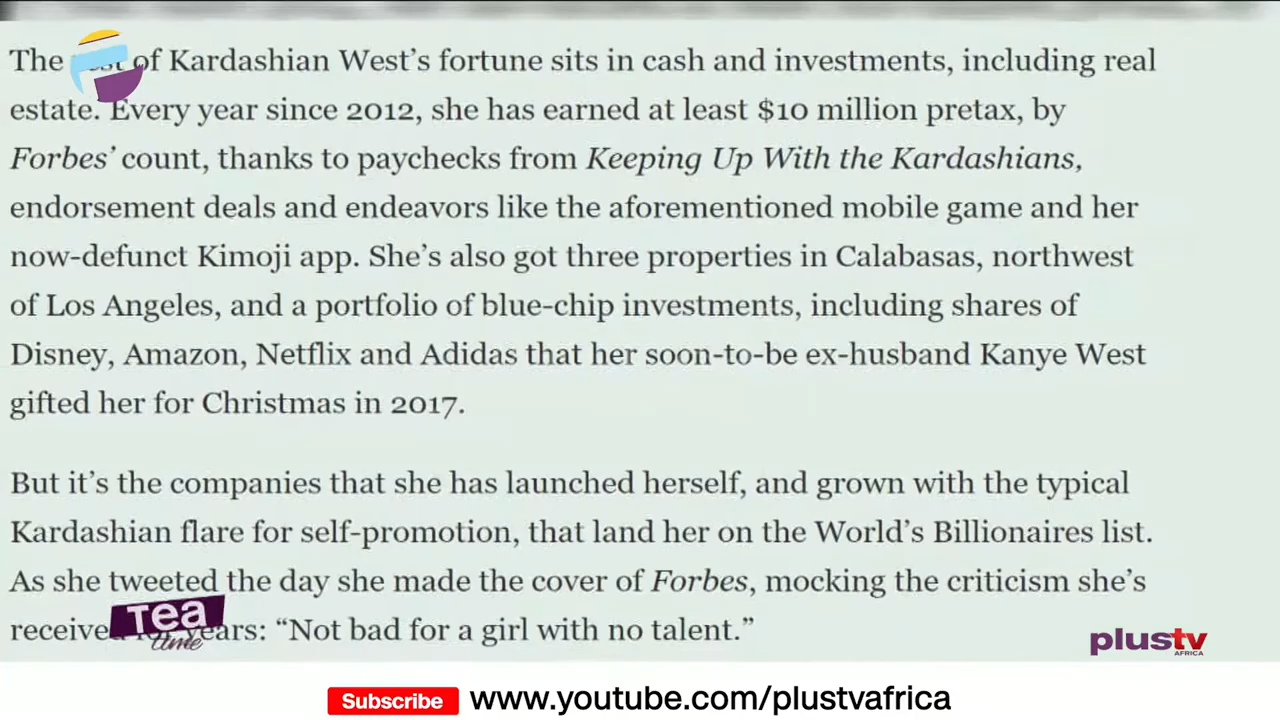 The rest of Kardashian West's fortune sits in cash and investments, including real
estate. Every year since 2012, she has earned at least $10 million pretax, by
Forbes' count, thanks to paychecks from Keeping Up With the Kardashians,
endorsement deals and endeavors like the aforementioned mobile game and her
now-defunct Kimoji app. She's also got three properties in Calabasas, northwest
of Los Angeles, and a portfolio of blue-chip investments, including shares of
Disney, Amazon, Netflix and Adidas that her soon-to-be ex-husband Kanye West
gifted her for Christmas in 2017.
But it's the companies that she has launched herself, and grown with the typical
Kardashian flare for self-promotion, that land her on the World's Billionaires list.
As she tweeted the day she made the cover of Forbes, mocking the criticism she's
received for years: “Not bad for a girl with no talent.”
Tea
time
plustv
AFRICA
Subscribe www.youtube.com/plustvafrica